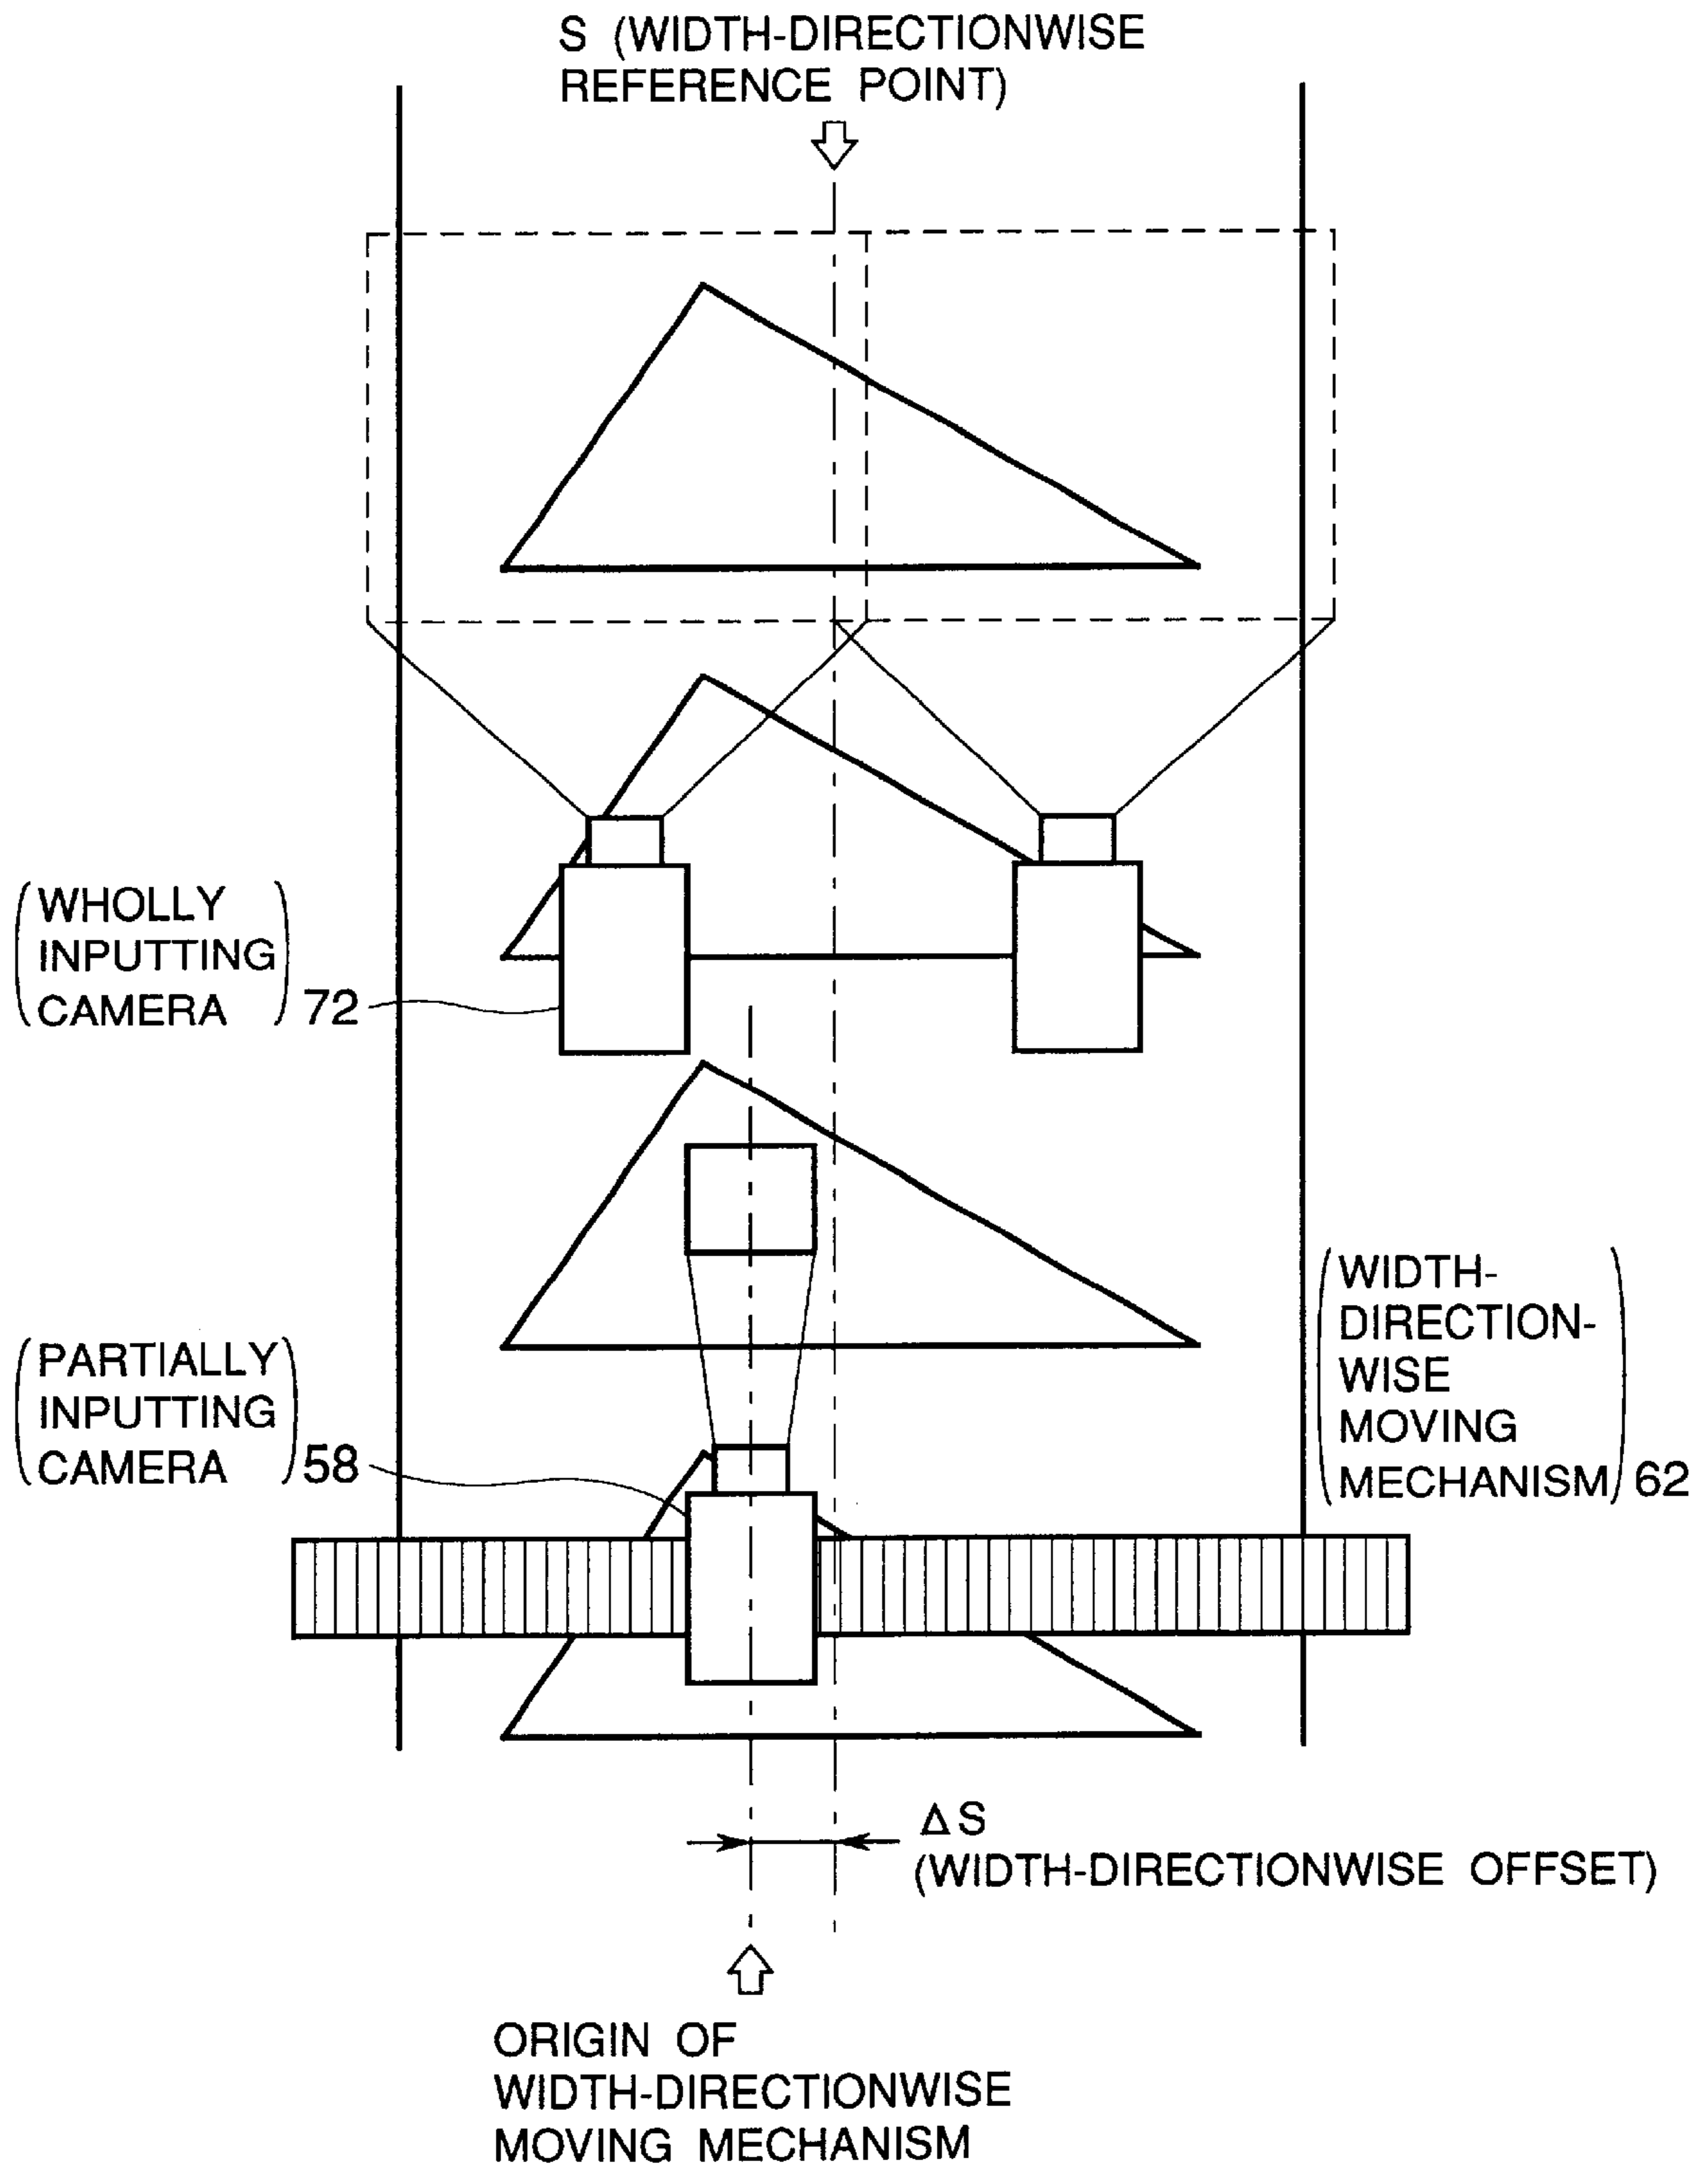 S (WIDTH-DIRECTIONWISE
REFERENCE POINT)
(WHOLLY
INPUTTING
CAMERA) 72
(PARTIALLY
INPUTTING
CAMERA) 58
(WIDTH-
DIRECTION-
WISE
MOVING
MECHANISM) 62
ΔS
(WIDTH-DIRECTIONWISE OFFSET)
ORIGIN OF
WIDTH-DIRECTIONWISE
MOVING MECHANISM